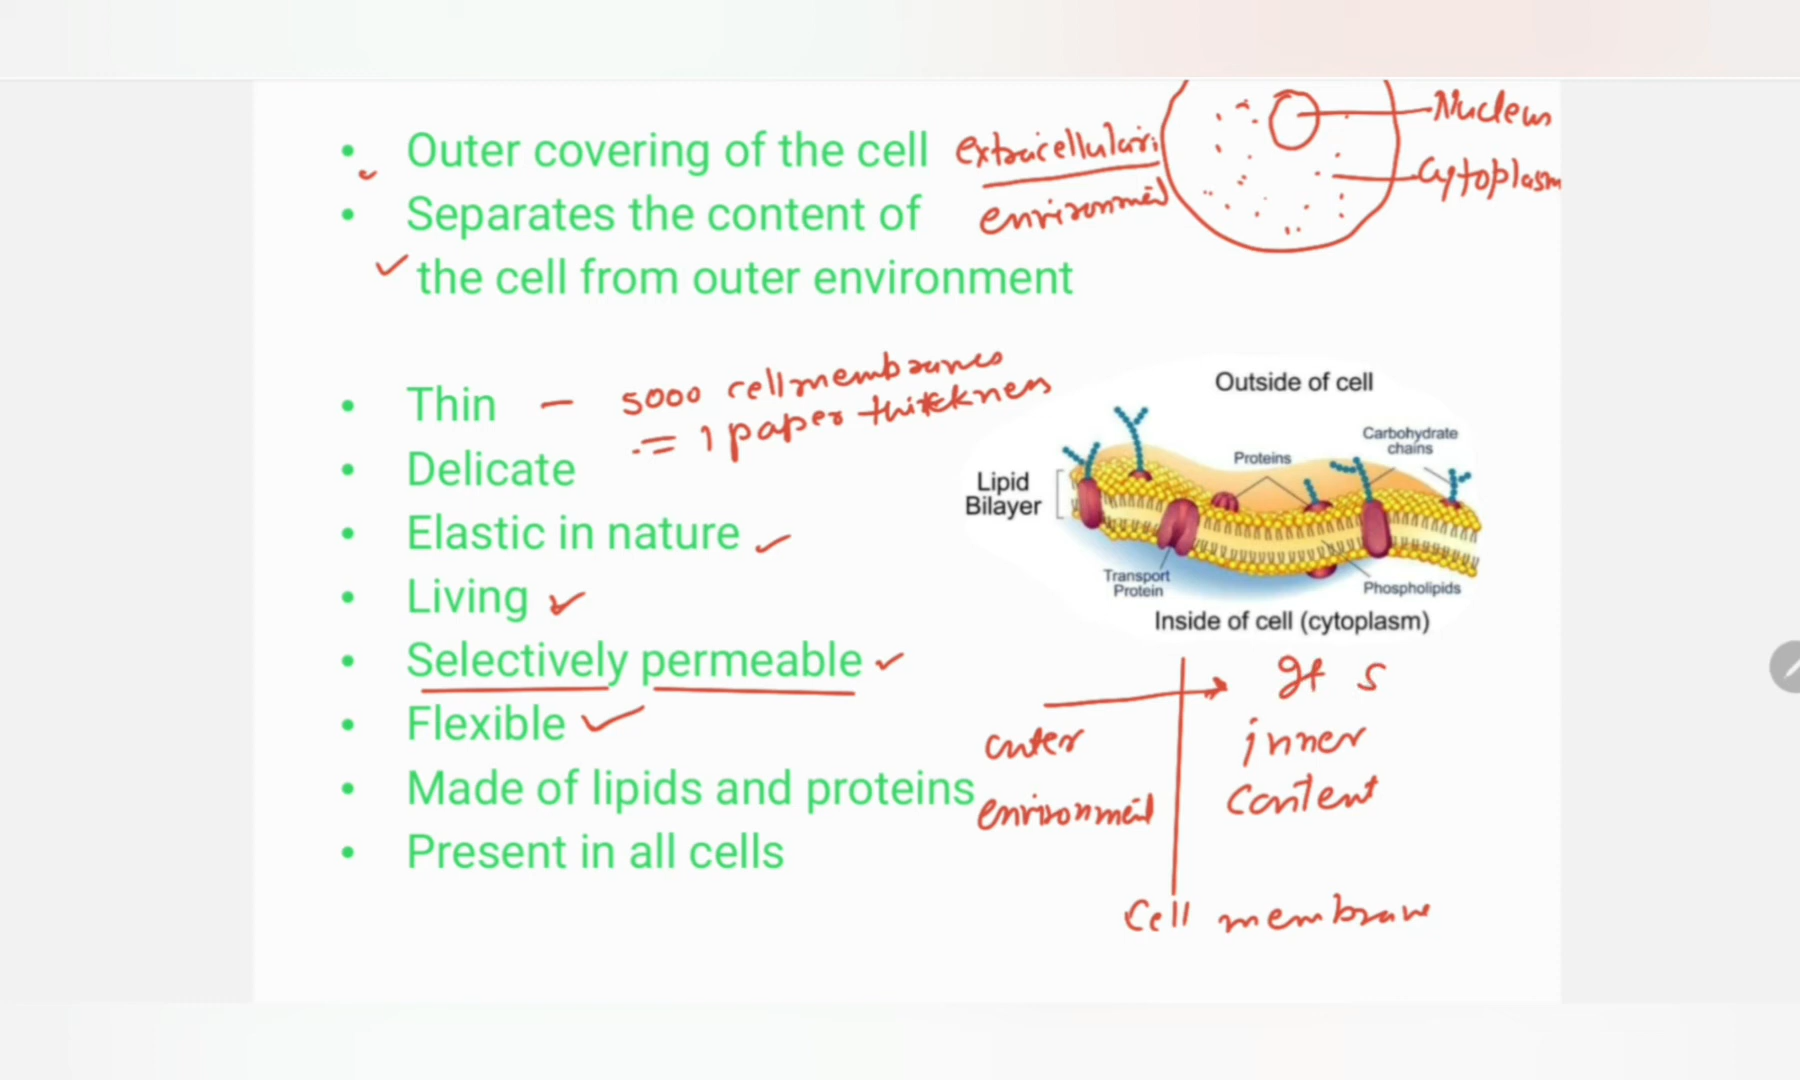 • Outer covering of the cell
extracellular
environment
Nucleus
Cytoplasm
• Separates the content of
the cell from outer environment
• Thin – 5000 cell membranes
= 1 paper thickness
• Delicate
• Elastic in nature
• Living
• Selectively permeable
• Flexible
• Made of lipids and proteins
• Present in all cells
Outside of cell
Carbohydrate
chains
Proteins
Lipid
Bilayer
Transport
Protein
Phospholipids
Inside of cell (cytoplasm)
outer
environment
inner
content
Cell membrane